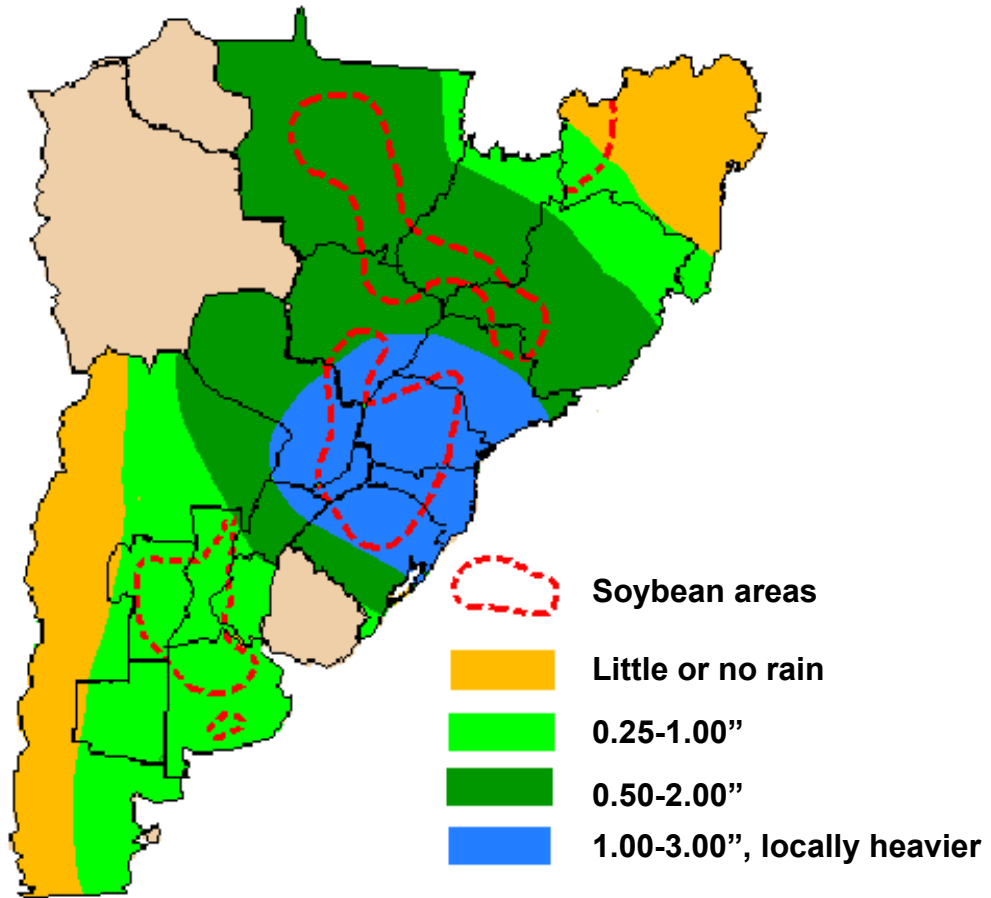 Soybean areas
Little or no rain
0.25-1.00”
0.50-2.00”
1.00-3.00”, locally heavier